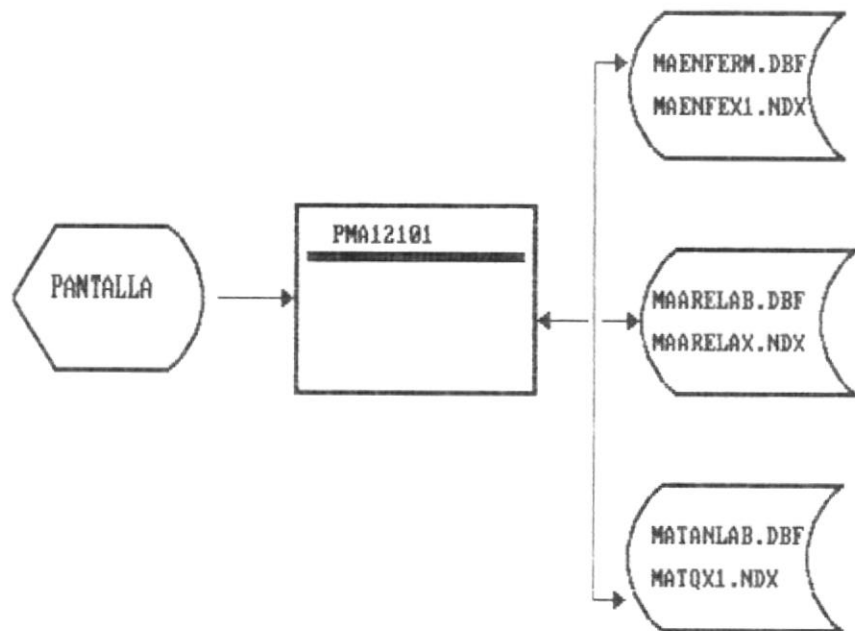 MAENFERM.DBF
MAENFEX1.NDX
PMA12101
PANTALLA
MAARELAB.DBF
MAARELAX.NDX
MATANLAB.DBF
MATQX1.NDX